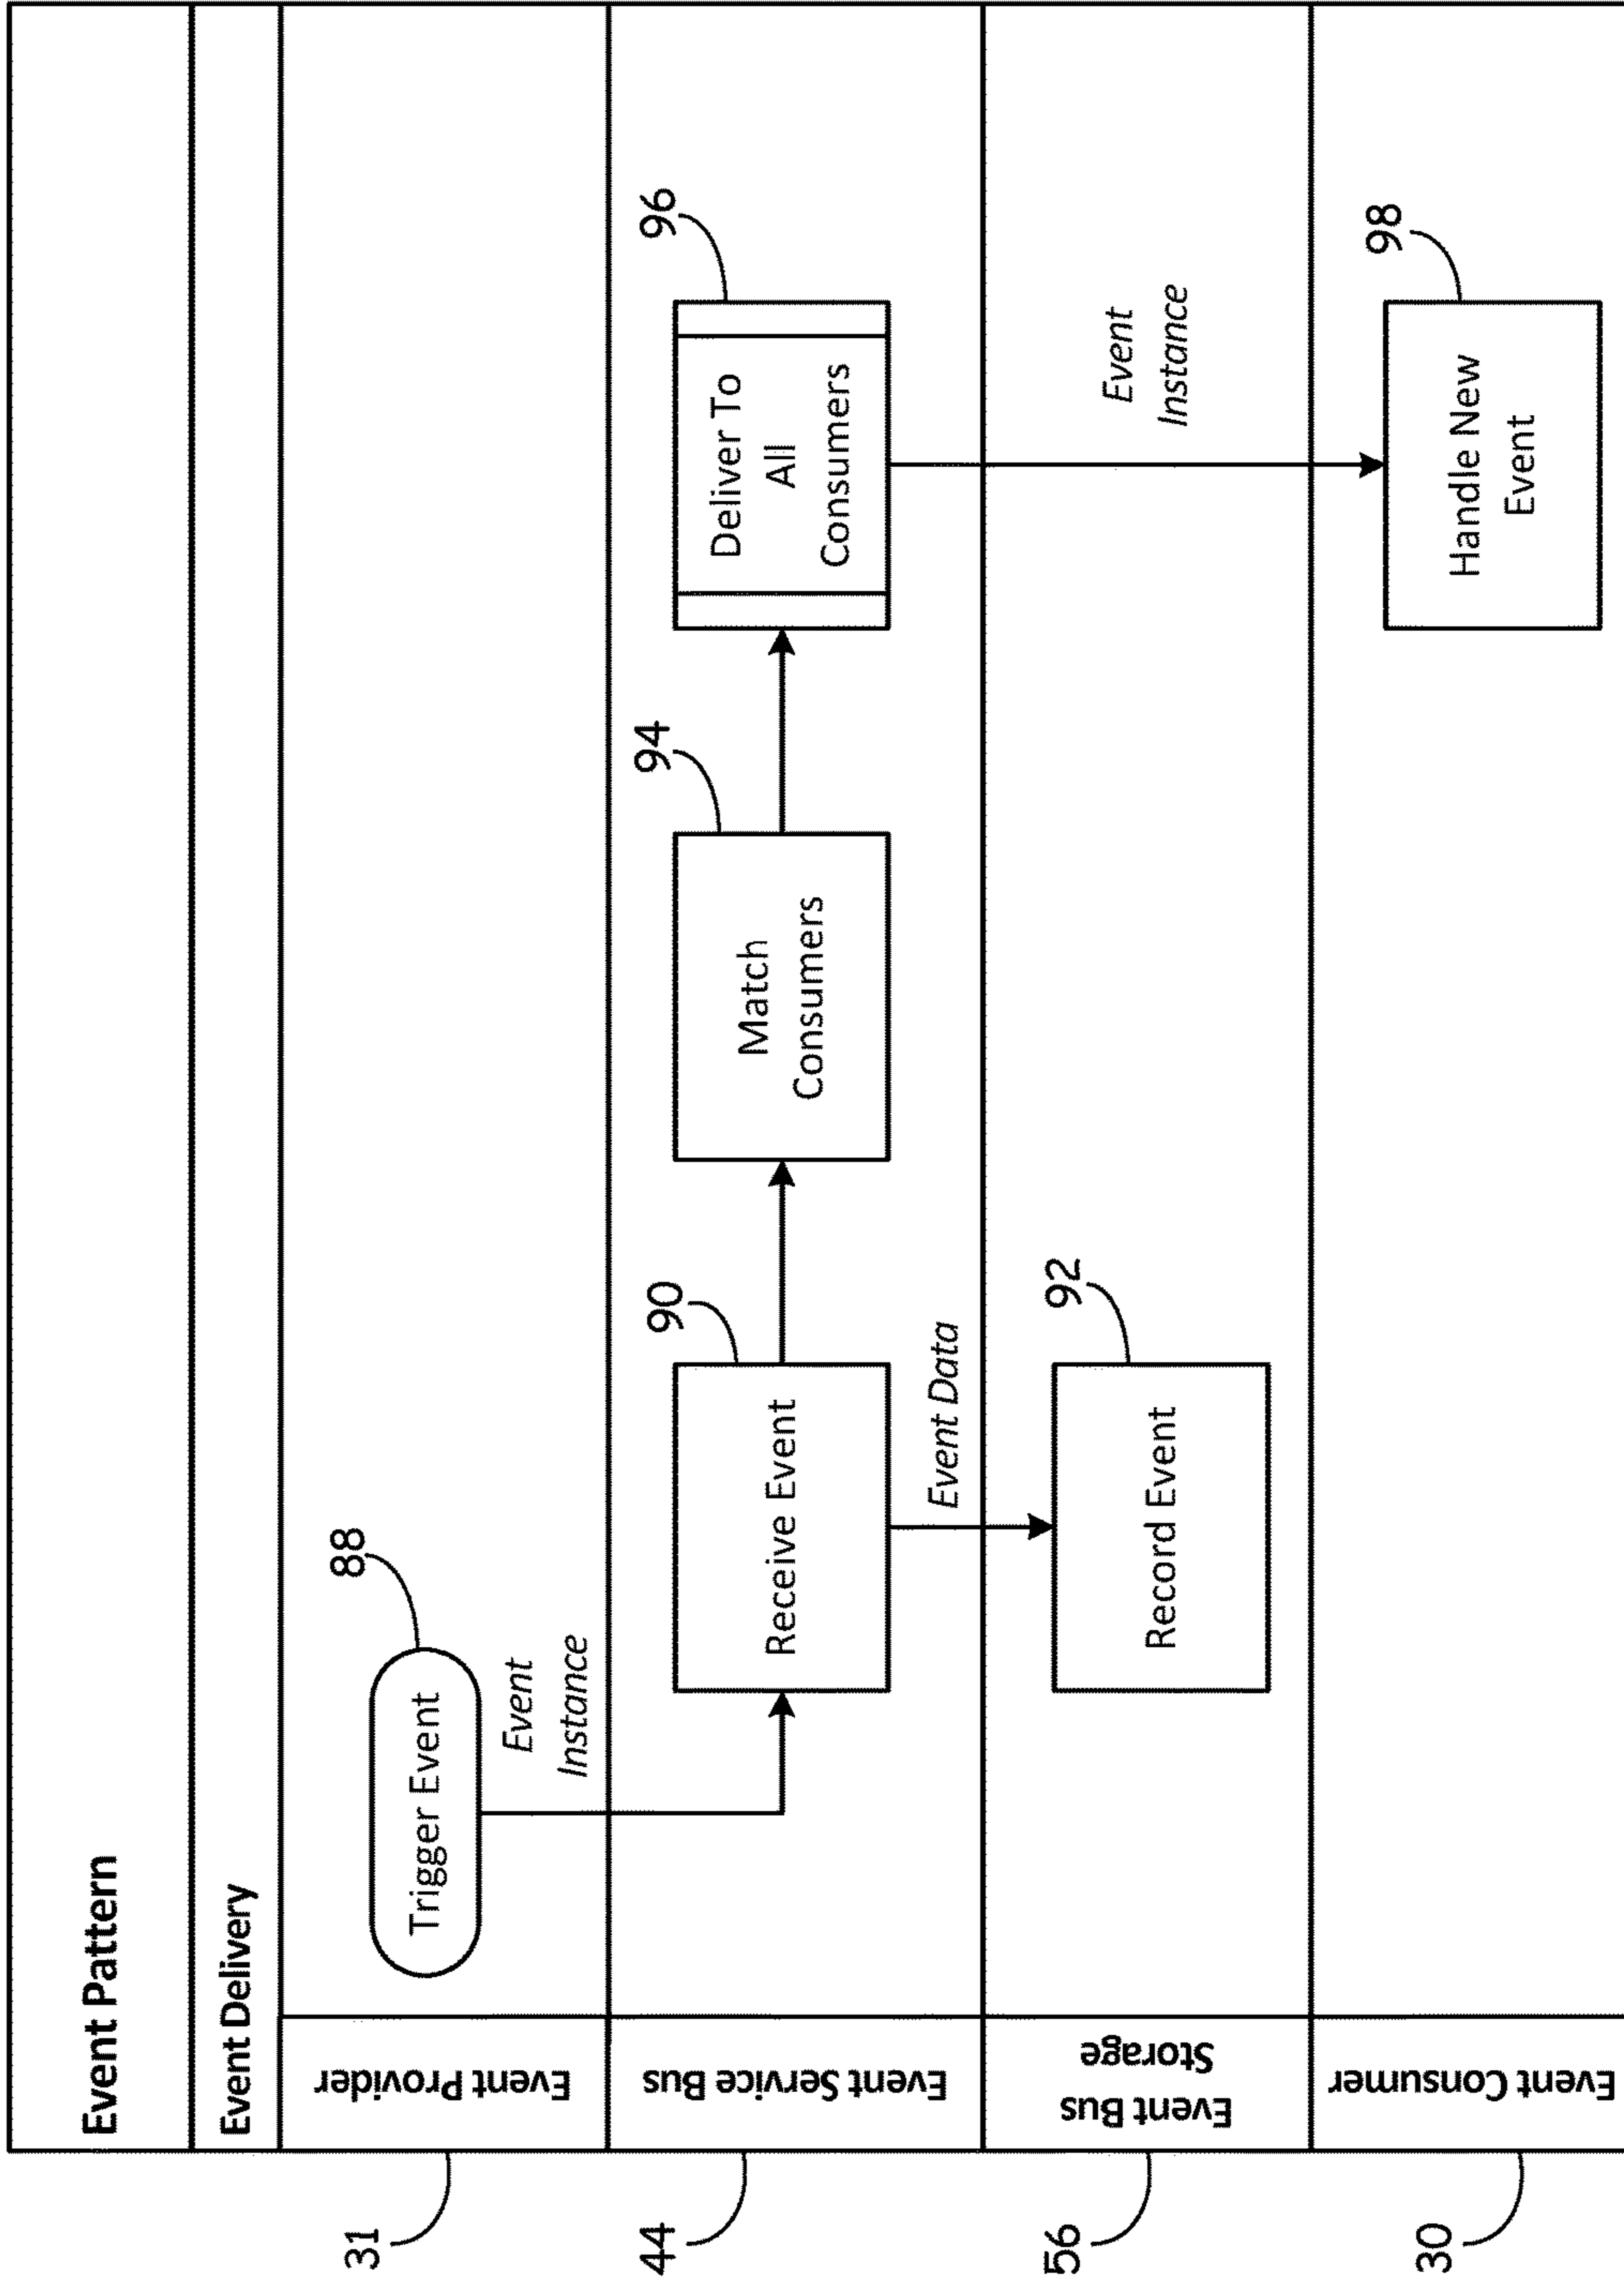 Event Pattern
Event Delivery
31
Event Provider
Trigger Event
88
Event
Instance
44
Event Service Bus
Receive Event
90
Match
Consumers
94
Deliver To
All
Consumers
96
Event Data
56
Event Bus
Storage
Record Event
92
Event
Instance
30
Event Consumer
Handle New
Event
98